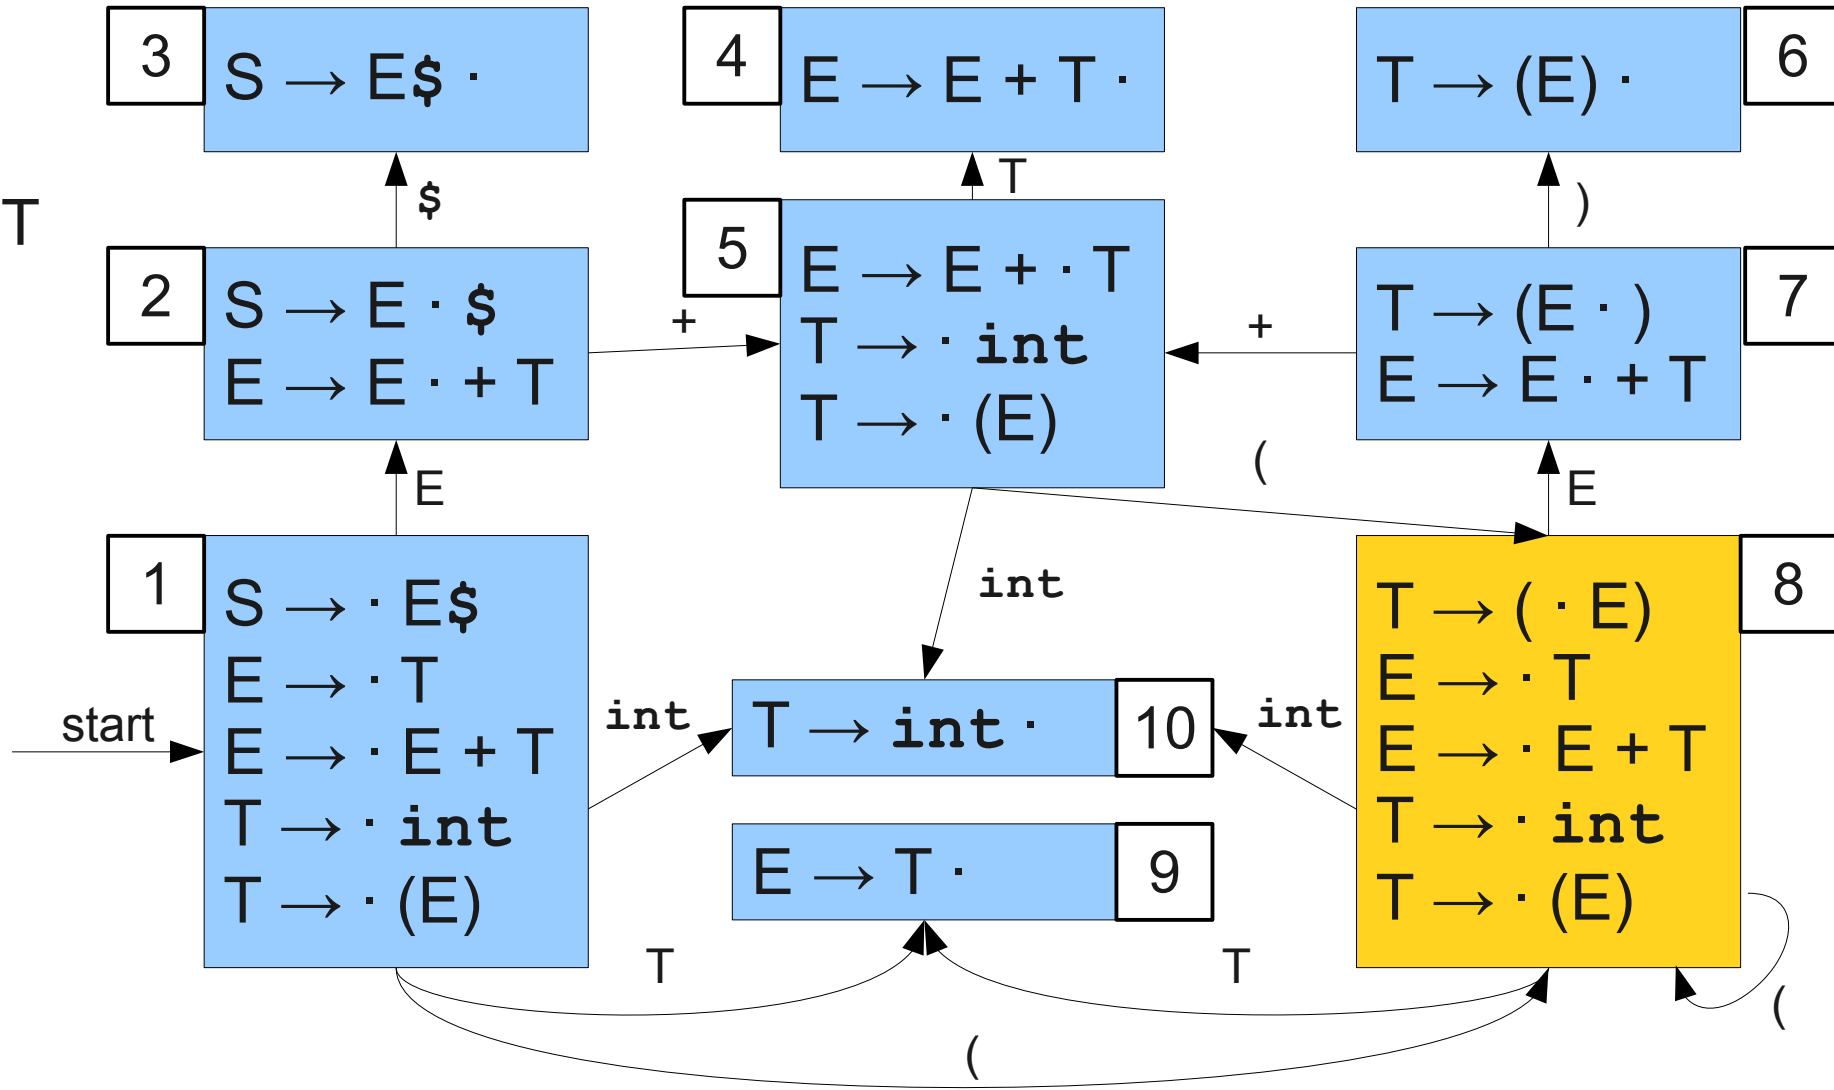 3
S → E$ ·
4
E → E + T ·
6
T → (E) ·
$
T
)
T
2
S → E · $
E → E · + T
+
5
E → E + · T
T → · int
T → · (E)
+
7
T → (E · )
E → E · + T
E
(
E
1
S → · E$
E → · T
E → · E + T
T → · int
T → · (E)
start
int
int
int
10
T → int ·
9
E → T ·
8
T → ( · E)
E → · T
E → · E + T
T → · int
T → · (E)
T
T
(
(